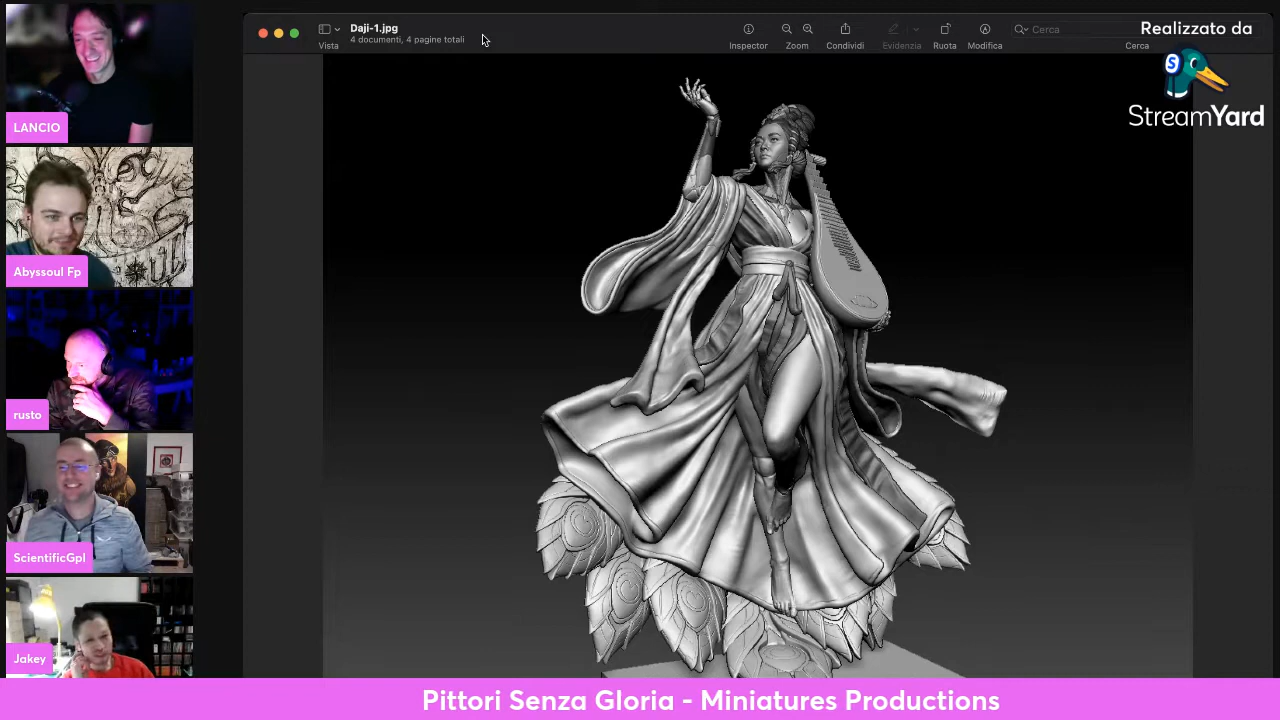 Daji-1.jpg
4 documenti, 4 pagine totali
Vista
Inspector
Zoom
Condividi
Evidenzia
Ruota
Modifica
Cerca
Cerca
Realizzato da
S
StreamYard
LANCIO
Abyssoul Fp
rusto
ScientificGpl
Jakey
Pittori Senza Gloria - Miniatures Productions